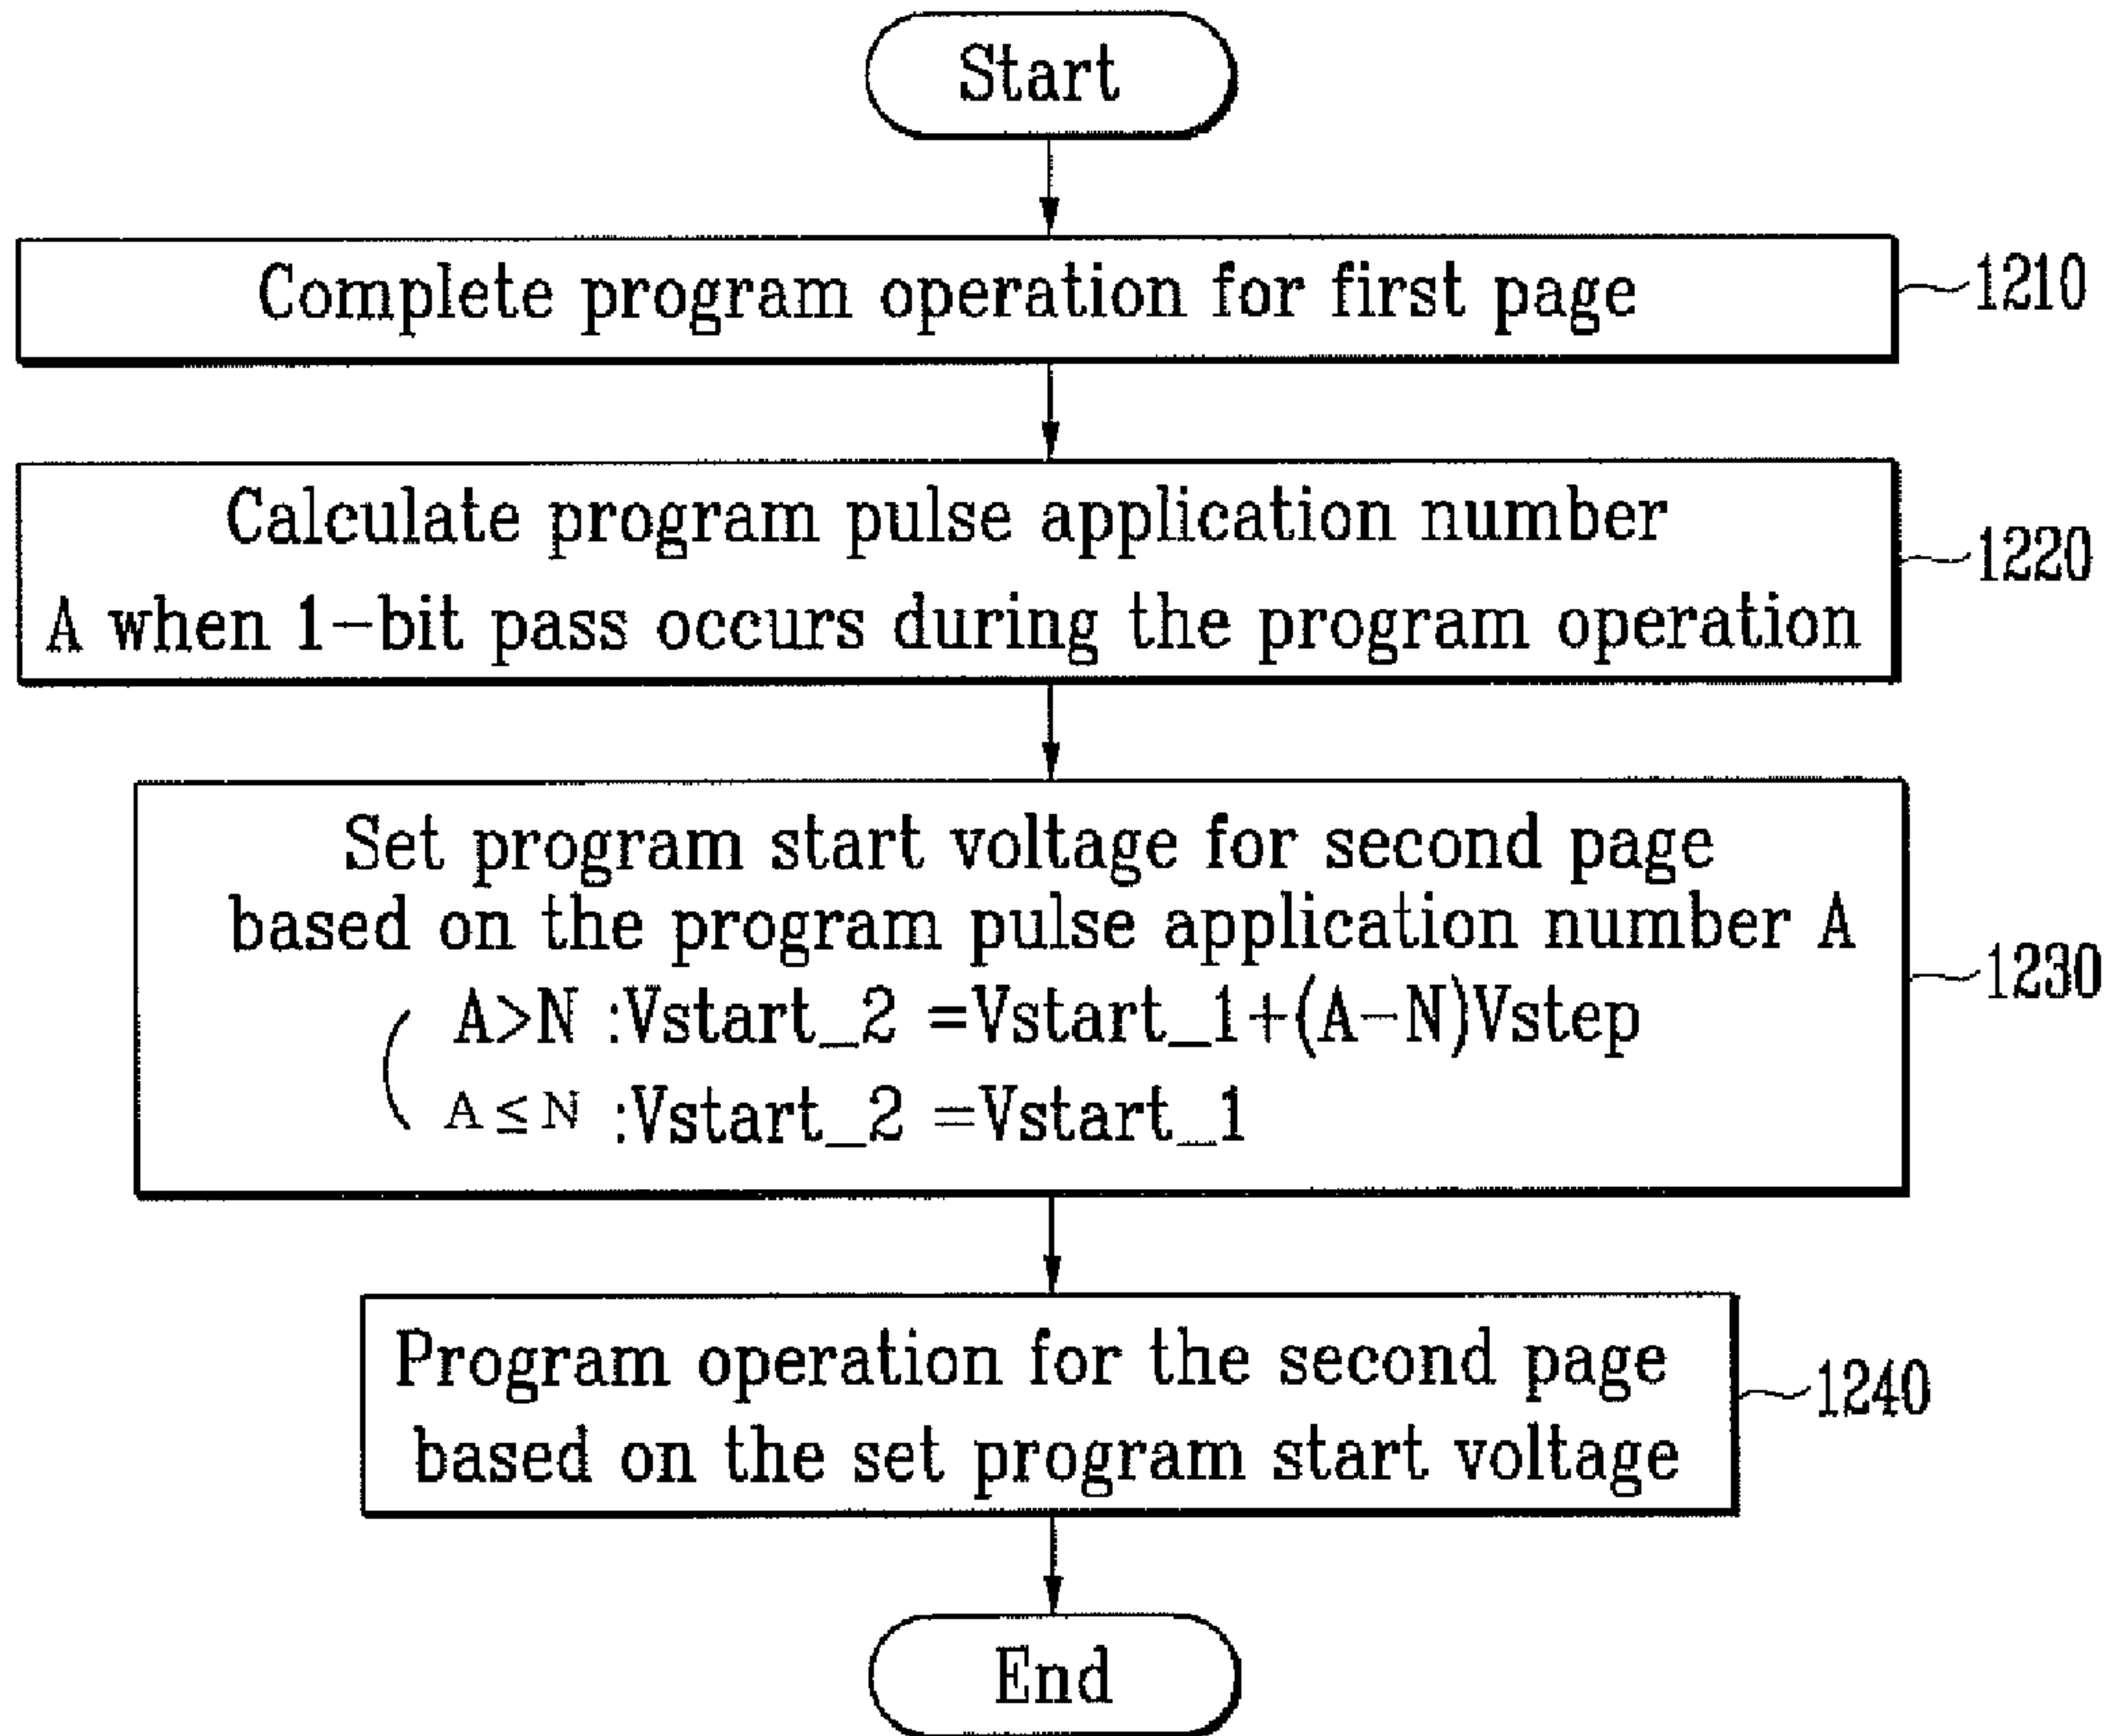 Start
Complete program operation for first page
1210
Calculate program pulse application number
A when 1-bit pass occurs during the program operation
1220
Set program start voltage for second page
based on the program pulse application number A
( A>N :Vstart_2 =Vstart_1+(A-N)Vstep
A≦N :Vstart_2 =Vstart_1
1230
Program operation for the second page
based on the set program start voltage
1240
End